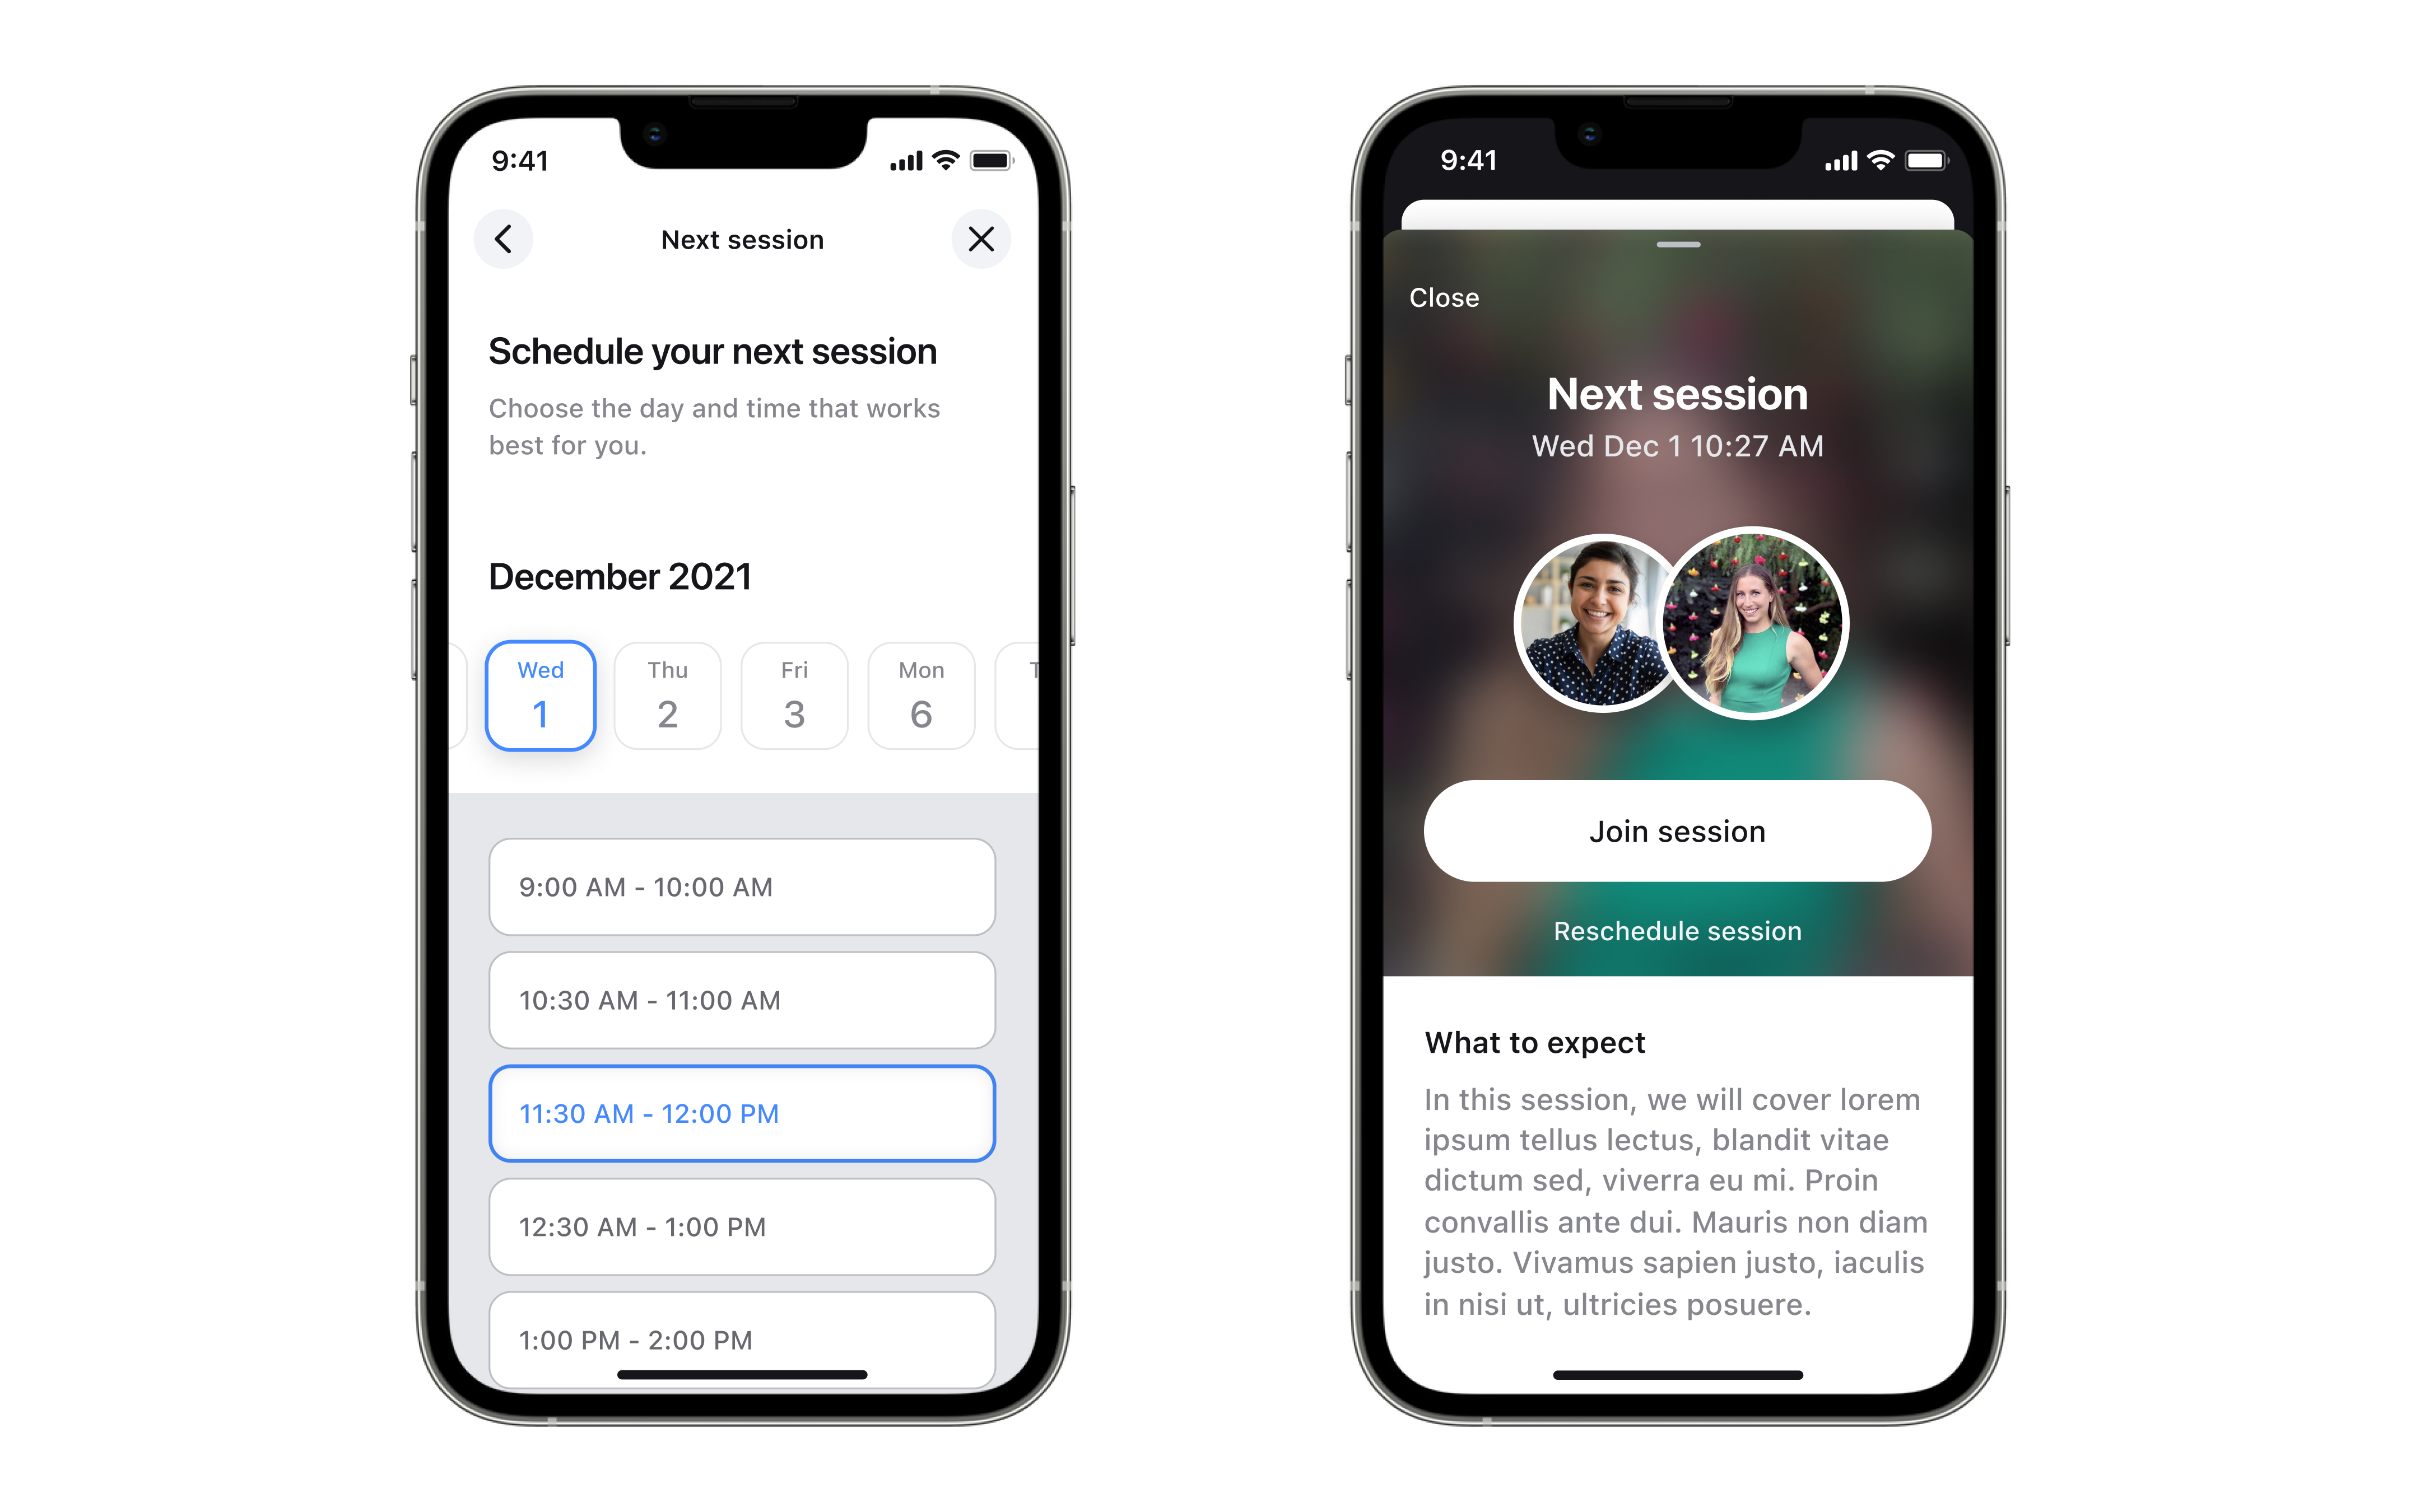 9:41
Next session
Schedule your next session
Choose the day and time that works
best for you.
December 2021
Wed
1
Thu
2
Fri
3
Mon
6
T
9:00 AM - 10:00 AM
10:30 AM - 11:00 AM
11:30 AM - 12:00 PM
12:30 AM - 1:00 PM
1:00 PM - 2:00 PM
9:41
Close
Next session
Wed Dec 1 10:27 AM
Join session
Reschedule session
What to expect
In this session, we will cover lorem
ipsum tellus lectus, blandit vitae
dictum sed, viverra eu mi. Proin
convallis ante dui. Mauris non diam
justo. Vivamus sapien justo, iaculis
in nisi ut, ultricies posuere.